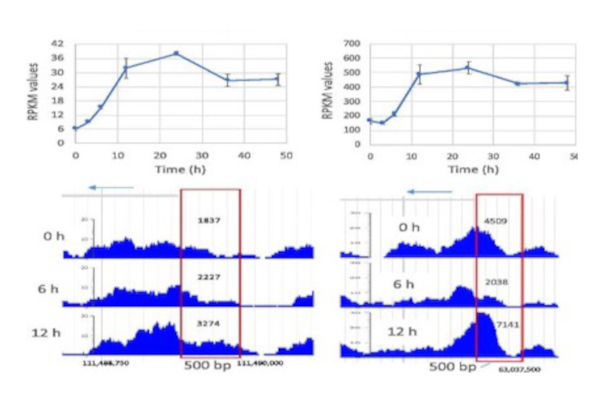 RPKM values
42
36
30
24
18
12
6
0
0 10 20 30 40 50
Time (h)
RPKM values
700
600
500
400
300
200
100
0
0 10 20 30 40 5
Time (h)
0 h
1837
6 h
2227
12 h
3274
500 bp
111,490,000
0 h
4509
6 h
2038
12 h
7141
500 bp
63,037,500